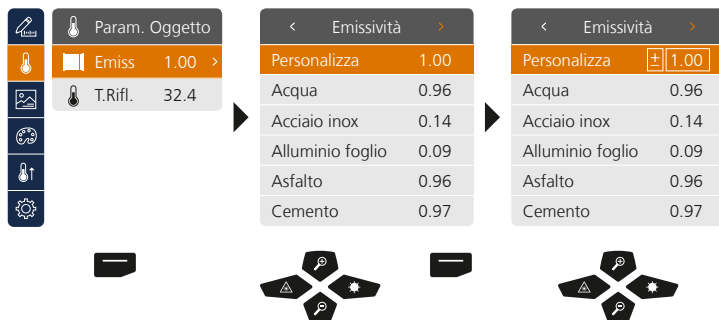 Param. Oggetto
Emiss 1.00 >
T.Rifl. 32.4
< Emissività >
Personalizza 1.00
Acqua 0.96
Acciaio inox 0.14
Alluminio foglio 0.09
Asfalto 0.96
Cemento 0.97
< Emissività >
Personalizza ± 1.00
Acqua 0.96
Acciaio inox 0.14
Alluminio foglio 0.09
Asfalto 0.96
Cemento 0.97